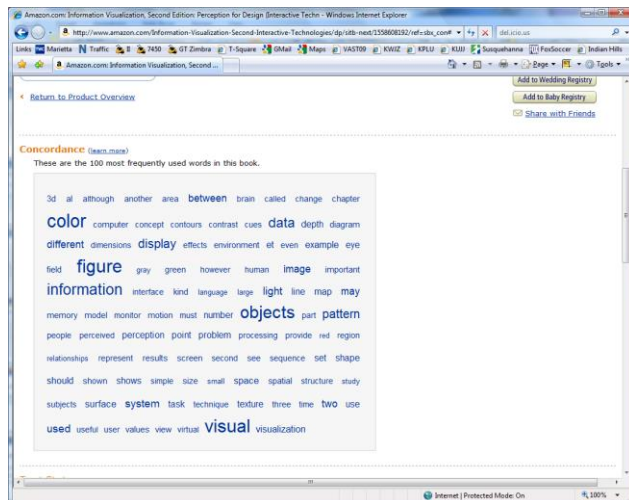 Amazon.com: Information Visualization, Second Edition: Perception for Design (Interactive Techn - Windows Internet Explorer
http://www.amazon.com/Information-Visualization-Second-Interactive-Technologies/dp/sitb-next/1558608192/ref=sbx_con# del.icio.us
Links Marietta Traffic 8 7450 GT Zimbra T-Square GMail Maps VAST09 KWJZ KPLU KUJJ Susquehanna FoxSoccer Indian Hills
Amazon.com: Information Visualization, Second ... Page Tools
Add to Wedding Registry
Return to Product Overview Add to Baby Registry
Share with Friends
Concordance (learn more)
These are the 100 most frequently used words in this book.
3d al although another area between brain called change chapter
color computer concept contours contrast cues data depth diagram
different dimensions display effects environment et even example eye
field figure gray green however human image important
information interface kind language large light line map may
memory model monitor motion must number objects part pattern
people perceived perception point problem processing provide red region
relationships represent results screen second see sequence set shape
should shown shows simple size small space spatial structure study
subjects surface system task technique texture three time two use
used useful user values view virtual visual visualization
Internet | Protected Mode: On 100%